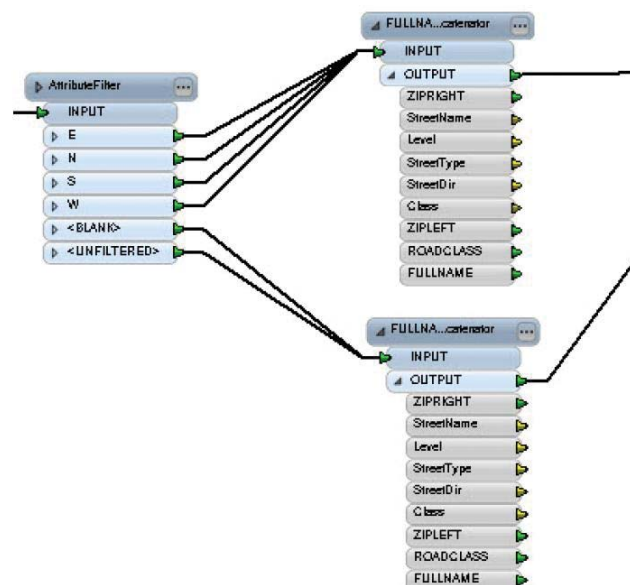 FULLNA...catenator
INPUT
OUTPUT
ZIPRIGHT
StreetName
Level
StreetType
StreetDir
Class
ZIPLEFT
ROADCLASS
FULLNAME
AttributeFilter
INPUT
E
N
S
W
<BLANK>
<UNFILTERED>
FULLNA...catenator
INPUT
OUTPUT
ZIPRIGHT
StreetName
Level
StreetType
StreetDir
Class
ZIPLEFT
ROADCLASS
FULLNAME